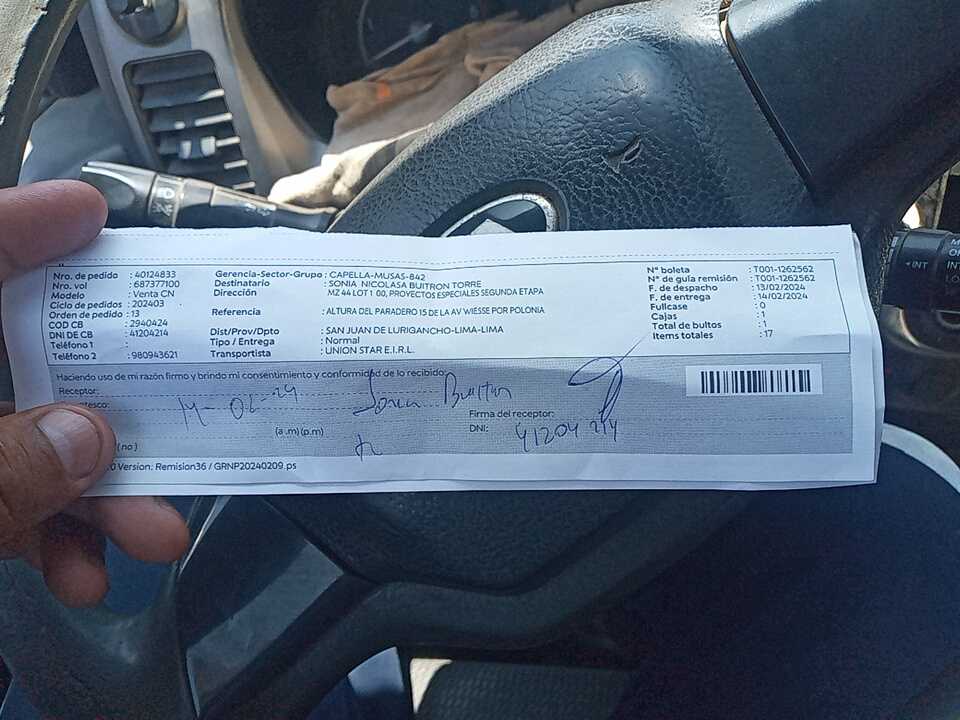 Nro. de pedido : 40124833
Nro. vol : 687377100
Modelo : Venta CN
Ciclo de pedidos : 202403
Orden de pedido : 13
COD CB : 2940424
DNI DE CB : 41204214
Teléfono 1 :
Teléfono 2 : 980943621
Gerencia-Sector-Grupo : CAPELLA-MUSAS-842
Destinatario : SONIA NICOLASA BUITRON TORRE
Dirección MZ 44 LOT 1 00, PROYECTOS ESPECIALES SEGUNDA ETAPA
Referencia : ALTURA DEL PARADERO 15 DE LA AV WIESSE POR POLONIA
Dist/Prov/Dpto : SAN JUAN DE LURIGANCHO-LIMA-LIMA
Tipo / Entrega : Normal
Transportista : UNION STAR E.I.R.L.
N° boleta : T001-1262562
N° de guía remisión : T001-1262562
F. de despacho : 13/02/2024
F. de entrega : 14/02/2024
Fullcase : 0
Cajas : 1
Total de bultos : 1
Items totales : 17
Haciendo uso de mi razón firmo y brindo mi consentimiento y conformidad de lo recibido:
Receptor: Sonia Buitron
14-02-24
(a.m)(p.m)
Firma del receptor:
DNI: 41204214
(no)
0 Version: Remision36 / GRNP20240209.ps
INT
INT